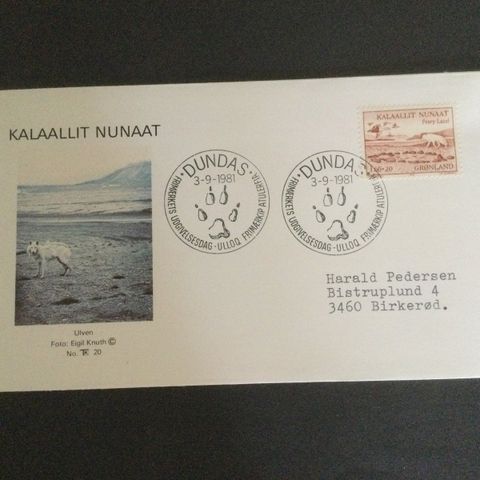 KALAALLIT NUNAAT
Ulven
Foto: Eigil Knuth ©
No. 20
DUNDAS
3-9-1981
FRIMÆRKETS UDGIVELSESDAG - ULLOQ FRIMÆRKIP ATULERFIA
DUNDAS
3-9-1981
FRIMÆRKETS UDGIVELSESDAG - ULLOQ FRIMÆRKIP ATULERFIA
KALAALLIT NUNAAT
Peary Land
GRØNLAND
Harald Pedersen
Bistruplund 4
3460 Birkerød.